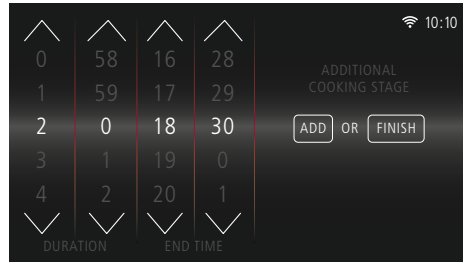 10:10
0 58 16 28
1 59 17 29
2 0 18 30
3 1 19 0
4 2 20 1
DURATION END TIME
ADDITIONAL
COOKING STAGE
ADD OR FINISH